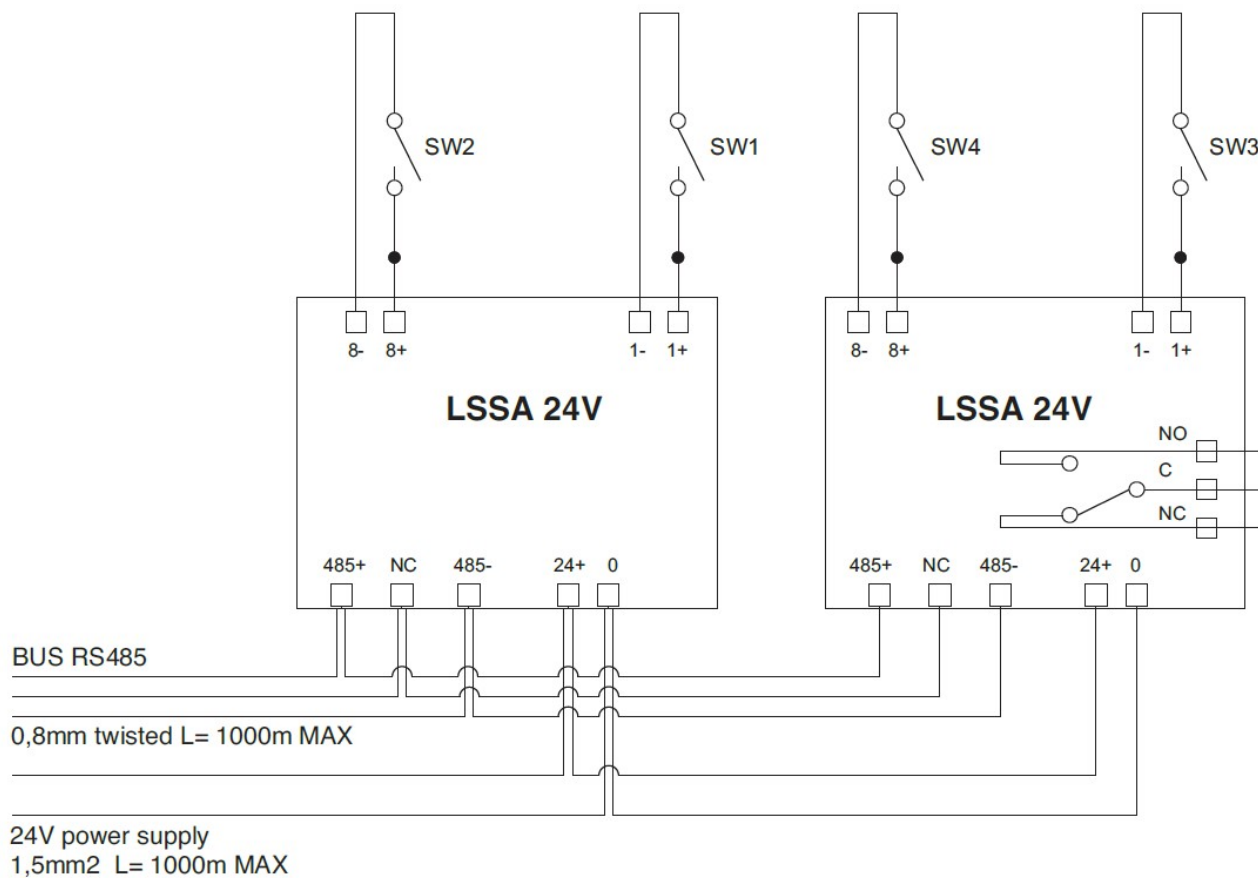 SW2
SW1
SW4
SW3
8- 8+
1- 1+
8- 8+
1- 1+
LSSA 24V
LSSA 24V
NO
C
NC
485+ NC 485- 24+ 0
485+ NC 485- 24+ 0
BUS RS485
0,8mm twisted L= 1000m MAX
24V power supply
1,5mm2 L= 1000m MAX